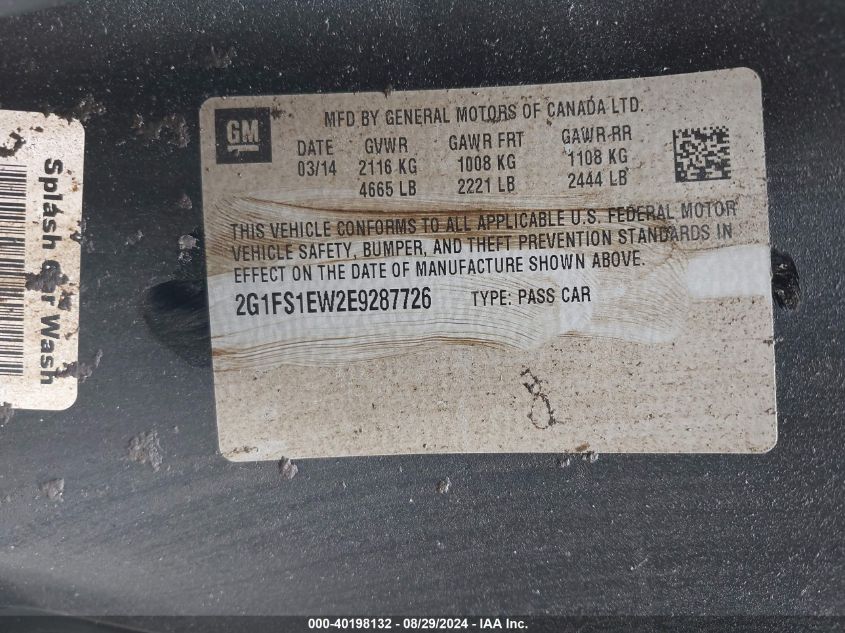 GM
MFD BY GENERAL MOTORS OF CANADA LTD.
DATE GVWR GAWR FRT GAWR RR
03/14 2116 KG 1008 KG 1108 KG
4665 LB 2221 LB 2444 LB
THIS VEHICLE CONFORMS TO ALL APPLICABLE U.S. FEDERAL MOTOR
VEHICLE SAFETY, BUMPER, AND THEFT PREVENTION STANDARDS IN
EFFECT ON THE DATE OF MANUFACTURE SHOWN ABOVE.
2G1FS1EW2E9287726 TYPE: PASS CAR
Splash Car Wash
000-40198132 - 08/29/2024 - IAA Inc.